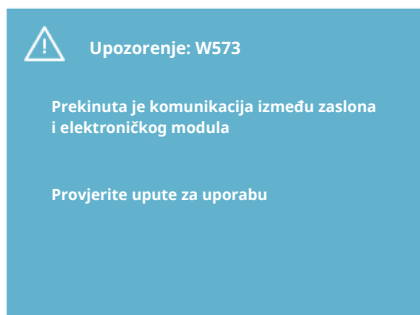 Upozorenje: W573
Prekinuta je komunikacija između zaslona
i elektroničkog modula
Provjerite upute za uporabu